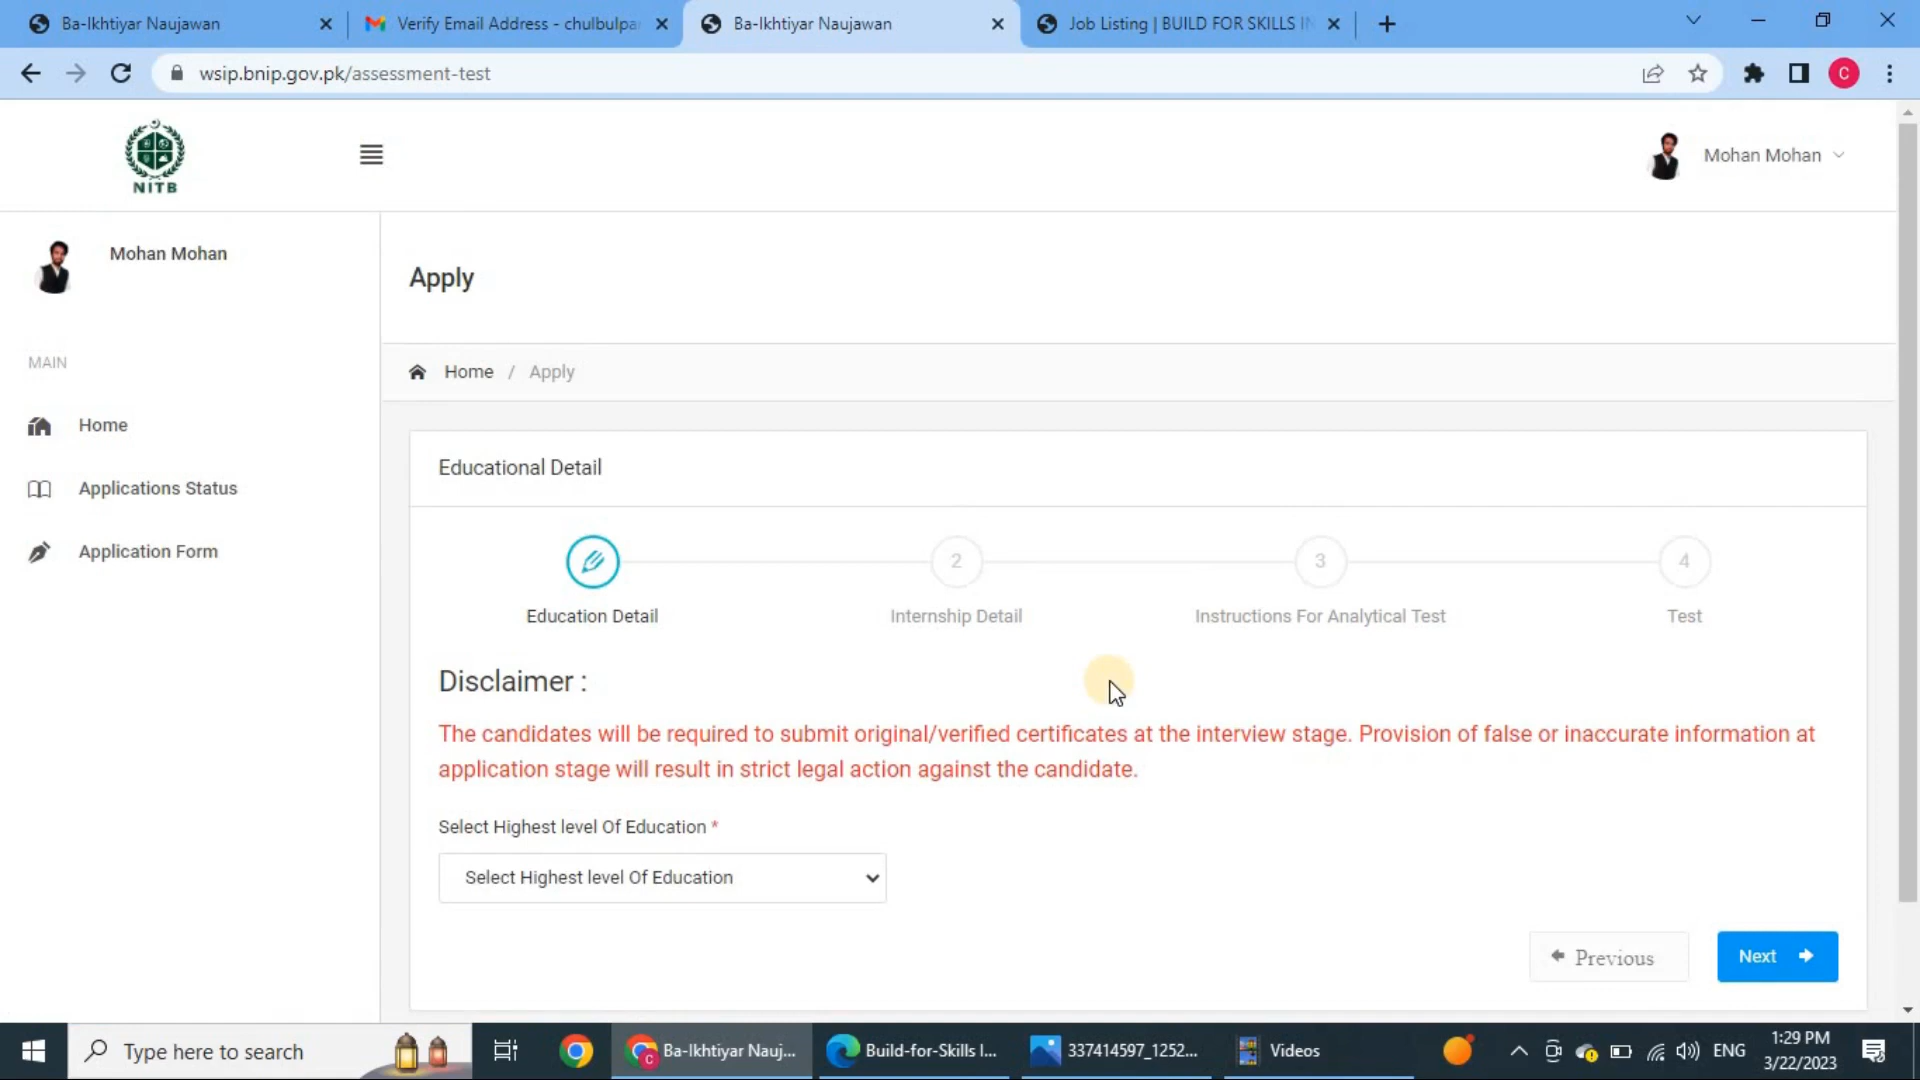 Ba-Ikhtiyar Naujawan
Verify Email Address - chulbulpa
Ba-Ikhtiyar Naujawan
Job Listing | BUILD FOR SKILLS IN
wsip.bnip.gov.pk/assessment-test
C
NITB
Mohan Mohan
Mohan Mohan
Apply
MAIN
Home / Apply
Home
Educational Detail
Applications Status
Application Form
2
3
4
Education Detail
Internship Detail
Instructions For Analytical Test
Test
Disclaimer :
The candidates will be required to submit original/verified certificates at the interview stage. Provision of false or inaccurate information at
application stage will result in strict legal action against the candidate.
Select Highest level Of Education *
Select Highest level Of Education
Previous
Next
Type here to search
C
Ba-Ikhtiyar Nauj...
Build-for-Skills I...
337414597_1252...
Videos
ENG
1:29 PM
3/22/2023